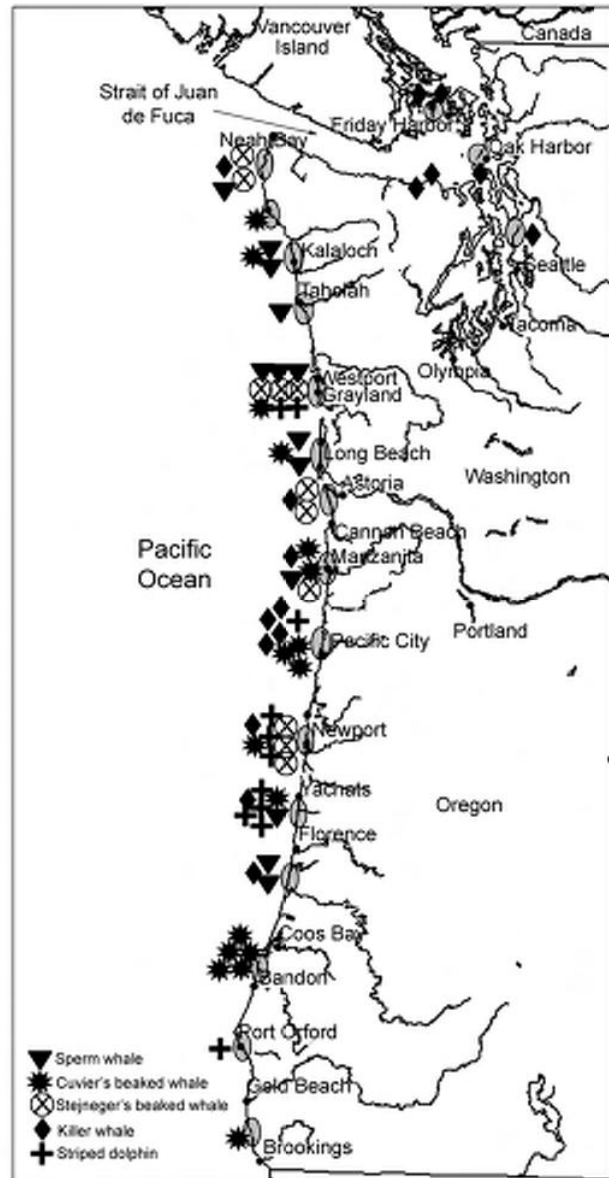 Vancouver
Island
Canada
Strait of Juan
de Fuca
Friday Harbor
Neah Bay
Oak Harbor
Kalaloch
Seattle
Taholah
Tacoma
Olympia
Westport
Grayland
Long Beach
Washington
Astoria
Cannan Beach
Pacific
Ocean
Manzanita
Portland
Pacific City
Newport
Yachats
Oregon
Florence
Coos Bay
Bandon
Port Orford
Sperm whale
Cuvier's beaked whale
Gold Beach
Stejneger's beaked whale
Killer whale
Striped dolphin
Brookings